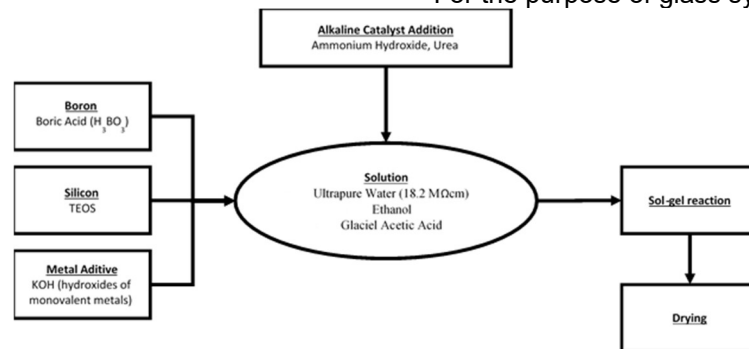 For the purpose of glass sy
Alkaline Catalyst Addition
Ammonium Hydroxide, Urea
Boron
Boric Acid (H3BO3)
Silicon
TEOS
Metal Aditive
KOH (hydroxides of
monovalent metals)
Solution
Ultrapure Water (18.2 MΩcm)
Ethanol
Glaciel Acetic Acid
Sol-gel reaction
Drying